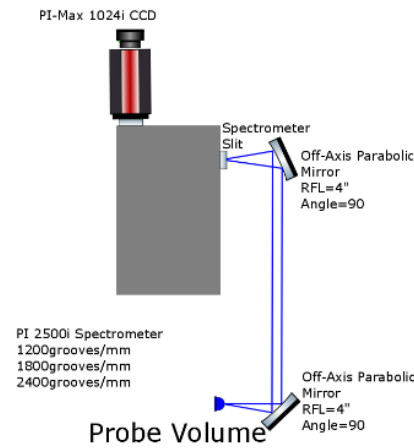 PI-Max 1024i CCD
Spectrometer
Slit
Off-Axis Parabolic
Mirror
RFL=4"
Angle=90
PI 2500i Spectrometer
1200grooves/mm
1800grooves/mm
2400grooves/mm
Off-Axis Parabolic
Mirror
RFL=4"
Angle=90
Probe Volume